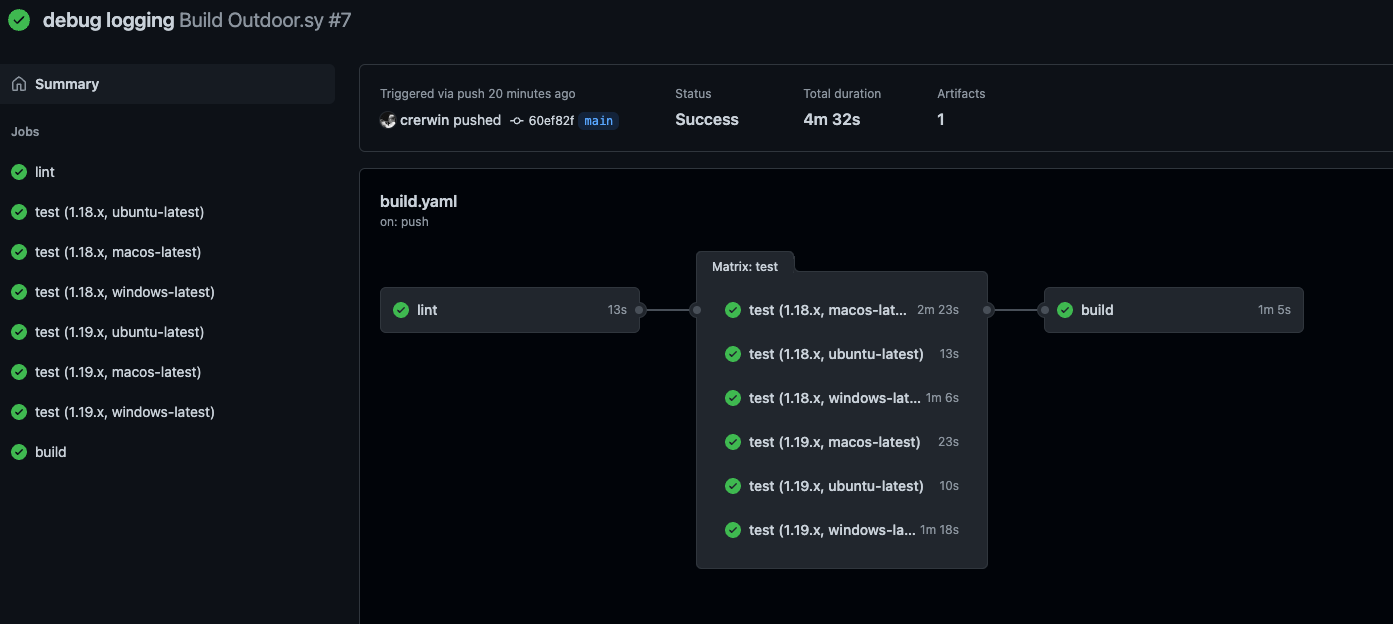 debug logging Build Outdoor.sy #7
Summary
Jobs
lint
test (1.18.x, ubuntu-latest)
test (1.18.x, macos-latest)
test (1.18.x, windows-latest)
test (1.19.x, ubuntu-latest)
test (1.19.x, macos-latest)
test (1.19.x, windows-latest)
build
Triggered via push 20 minutes ago
crerwin pushed 60ef82f main
Status
Success
Total duration
4m 32s
Artifacts
1
build.yaml
on: push
lint 13s
Matrix: test
test (1.18.x, macos-lat... 2m 23s
test (1.18.x, ubuntu-latest) 13s
test (1.18.x, windows-lat... 1m 6s
test (1.19.x, macos-latest) 23s
test (1.19.x, ubuntu-latest) 10s
test (1.19.x, windows-la... 1m 18s
build 1m 5s